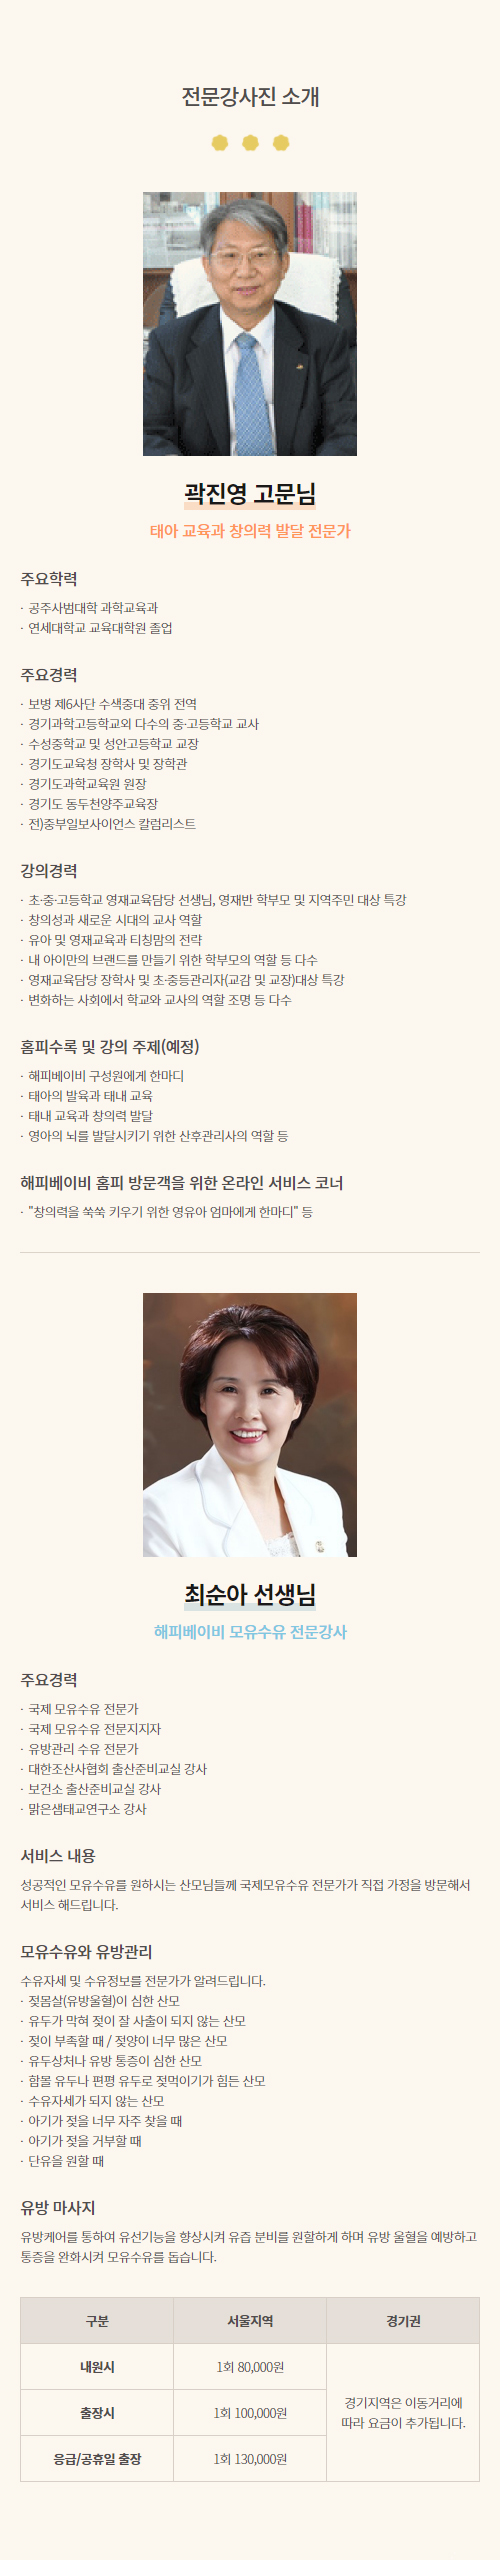 전문강사진 소개
곽진영 고문님
태아 교육과 창의력 발달 전문가
주요학력
· 공주사범대학 과학교육과
· 연세대학교 교육대학원 졸업
주요경력
· 보병 제6사단 수색중대 중위 전역
· 경기과학고등학교외 다수의 중·고등학교 교사
· 수성중학교 및 성안고등학교 교장
· 경기도교육청 장학사 및 장학관
· 경기도과학교육원 원장
· 경기도 동두천양주교육장
· 전)중부일보사이언스 칼럼리스트
강의경력
· 초·중·고등학교 영재교육담당 선생님, 영재반 학부모 및 지역주민 대상 특강
· 창의성과 새로운 시대의 교사 역할
· 유아 및 영재교육과 티칭맘의 전략
· 내 아이만의 브랜드를 만들기 위한 학부모의 역할 등 다수
· 영재교육담당 장학사 및 초·중등관리자(교감 및 교장)대상 특강
· 변화하는 사회에서 학교와 교사의 역할 조명 등 다수
홈피수록 및 강의 주제(예정)
· 해피베이비 구성원에게 한마디
· 태아의 발육과 태내 교육
· 태내 교육과 창의력 발달
· 영아의 뇌를 발달시키기 위한 산후관리사의 역할 등
해피베이비 홈피 방문객을 위한 온라인 서비스 코너
· "창의력을 쑥쑥 키우기 위한 영유아 엄마에게 한마디" 등
최순아 선생님
해피베이비 모유수유 전문강사
주요경력
· 국제 모유수유 전문가
· 국제 모유수유 전문지지자
· 유방관리 수유 전문가
· 대한조산사협회 출산준비교실 강사
· 보건소 출산준비교실 강사
· 맑은샘태교연구소 강사
서비스 내용
성공적인 모유수유를 원하시는 산모님들께 국제모유수유 전문가가 직접 가정을 방문해서
서비스 해드립니다.
모유수유와 유방관리
수유자세 및 수유정보를 전문가가 알려드립니다.
· 젖몸살(유방울혈)이 심한 산모
· 유두가 막혀 젖이 잘 사출이 되지 않는 산모
· 젖이 부족할 때 / 젖양이 너무 많은 산모
· 유두상처나 유방 통증이 심한 산모
· 함몰 유두나 편평 유두로 젖먹이기가 힘든 산모
· 수유자세가 되지 않는 산모
· 아기가 젖을 너무 자주 찾을 때
· 아기가 젖을 거부할 때
· 단유을 원할 때
유방 마사지
유방케어를 통하여 유선기능을 향상시켜 유즙 분비를 원할하게 하며 유방 울혈을 예방하고
통증을 완화시켜 모유수유를 돕습니다.
구분 서울지역 경기권
내원시 1회 80,000원
출장시 1회 100,000원
응급/공휴일 출장 1회 130,000원
경기지역은 이동거리에
따라 요금이 추가됩니다.